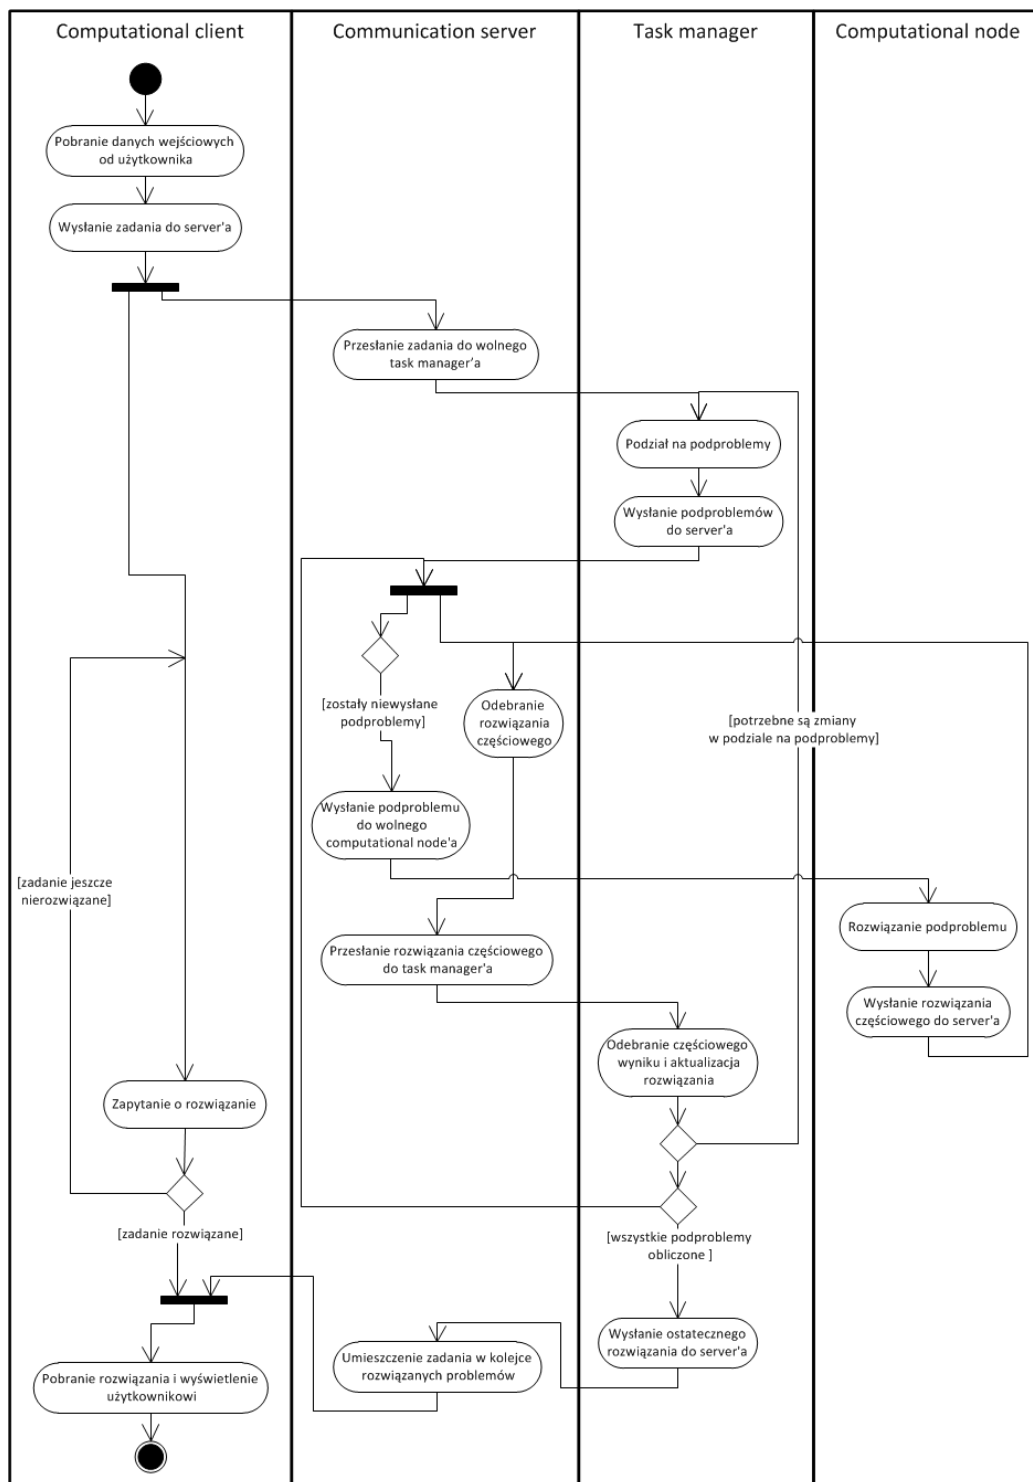 Computational client
Communication server
Task manager
Computational node
Pobranie danych wejściowych
od użytkownika
Wysłanie zadania do server'a
Przesłanie zadania do wolnego
task manager’a
Podział na podproblemy
Wysłanie podproblemów
do server'a
[zostały niewysłane
podproblemy]
Odebranie
rozwiązania
częściowego
[potrzebne są zmiany
w podziale na podproblemy]
Wysłanie podproblemu
do wolnego
computational node'a
[zadanie jeszcze
nierozwiązane]
Rozwiązanie podproblemu
Przesłanie rozwiązania częściowego
do task manager'a
Wysłanie rozwiązania
częściowego do server'a
Odebranie częściowego
wyniku i aktualizacja
rozwiązania
Zapytanie o rozwiązanie
[zadanie rozwiązane]
[wszystkie podproblemy
obliczone ]
Wysłanie ostatecznego
rozwiązania do server'a
Umieszczenie zadania w kolejce
rozwiązanych problemów
Pobranie rozwiązania i wyświetlenie
użytkownikowi